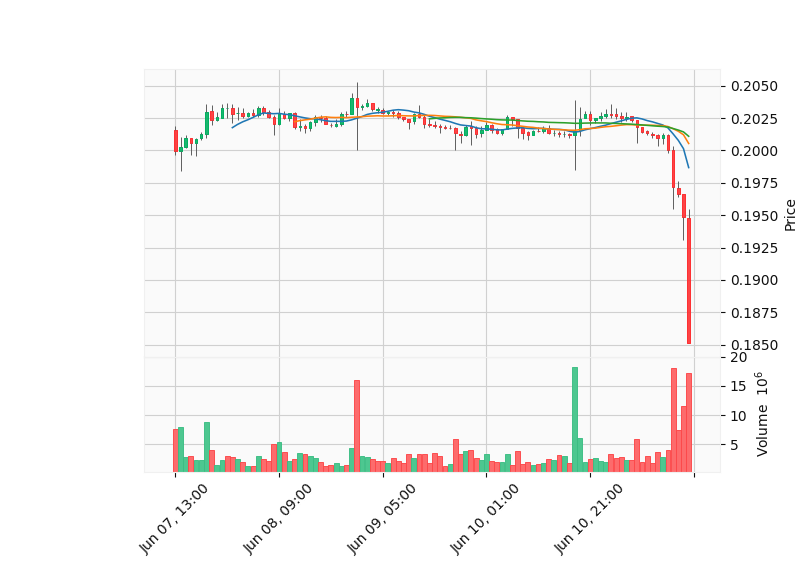 0.2050
0.2025
0.2000
0.1975
0.1950
0.1925
0.1900
0.1875
0.1850
Price
20
15
10
5
Volume 10^6
Jun 07, 13:00
Jun 08, 09:00
Jun 09, 05:00
Jun 10, 01:00
Jun 10, 21:00